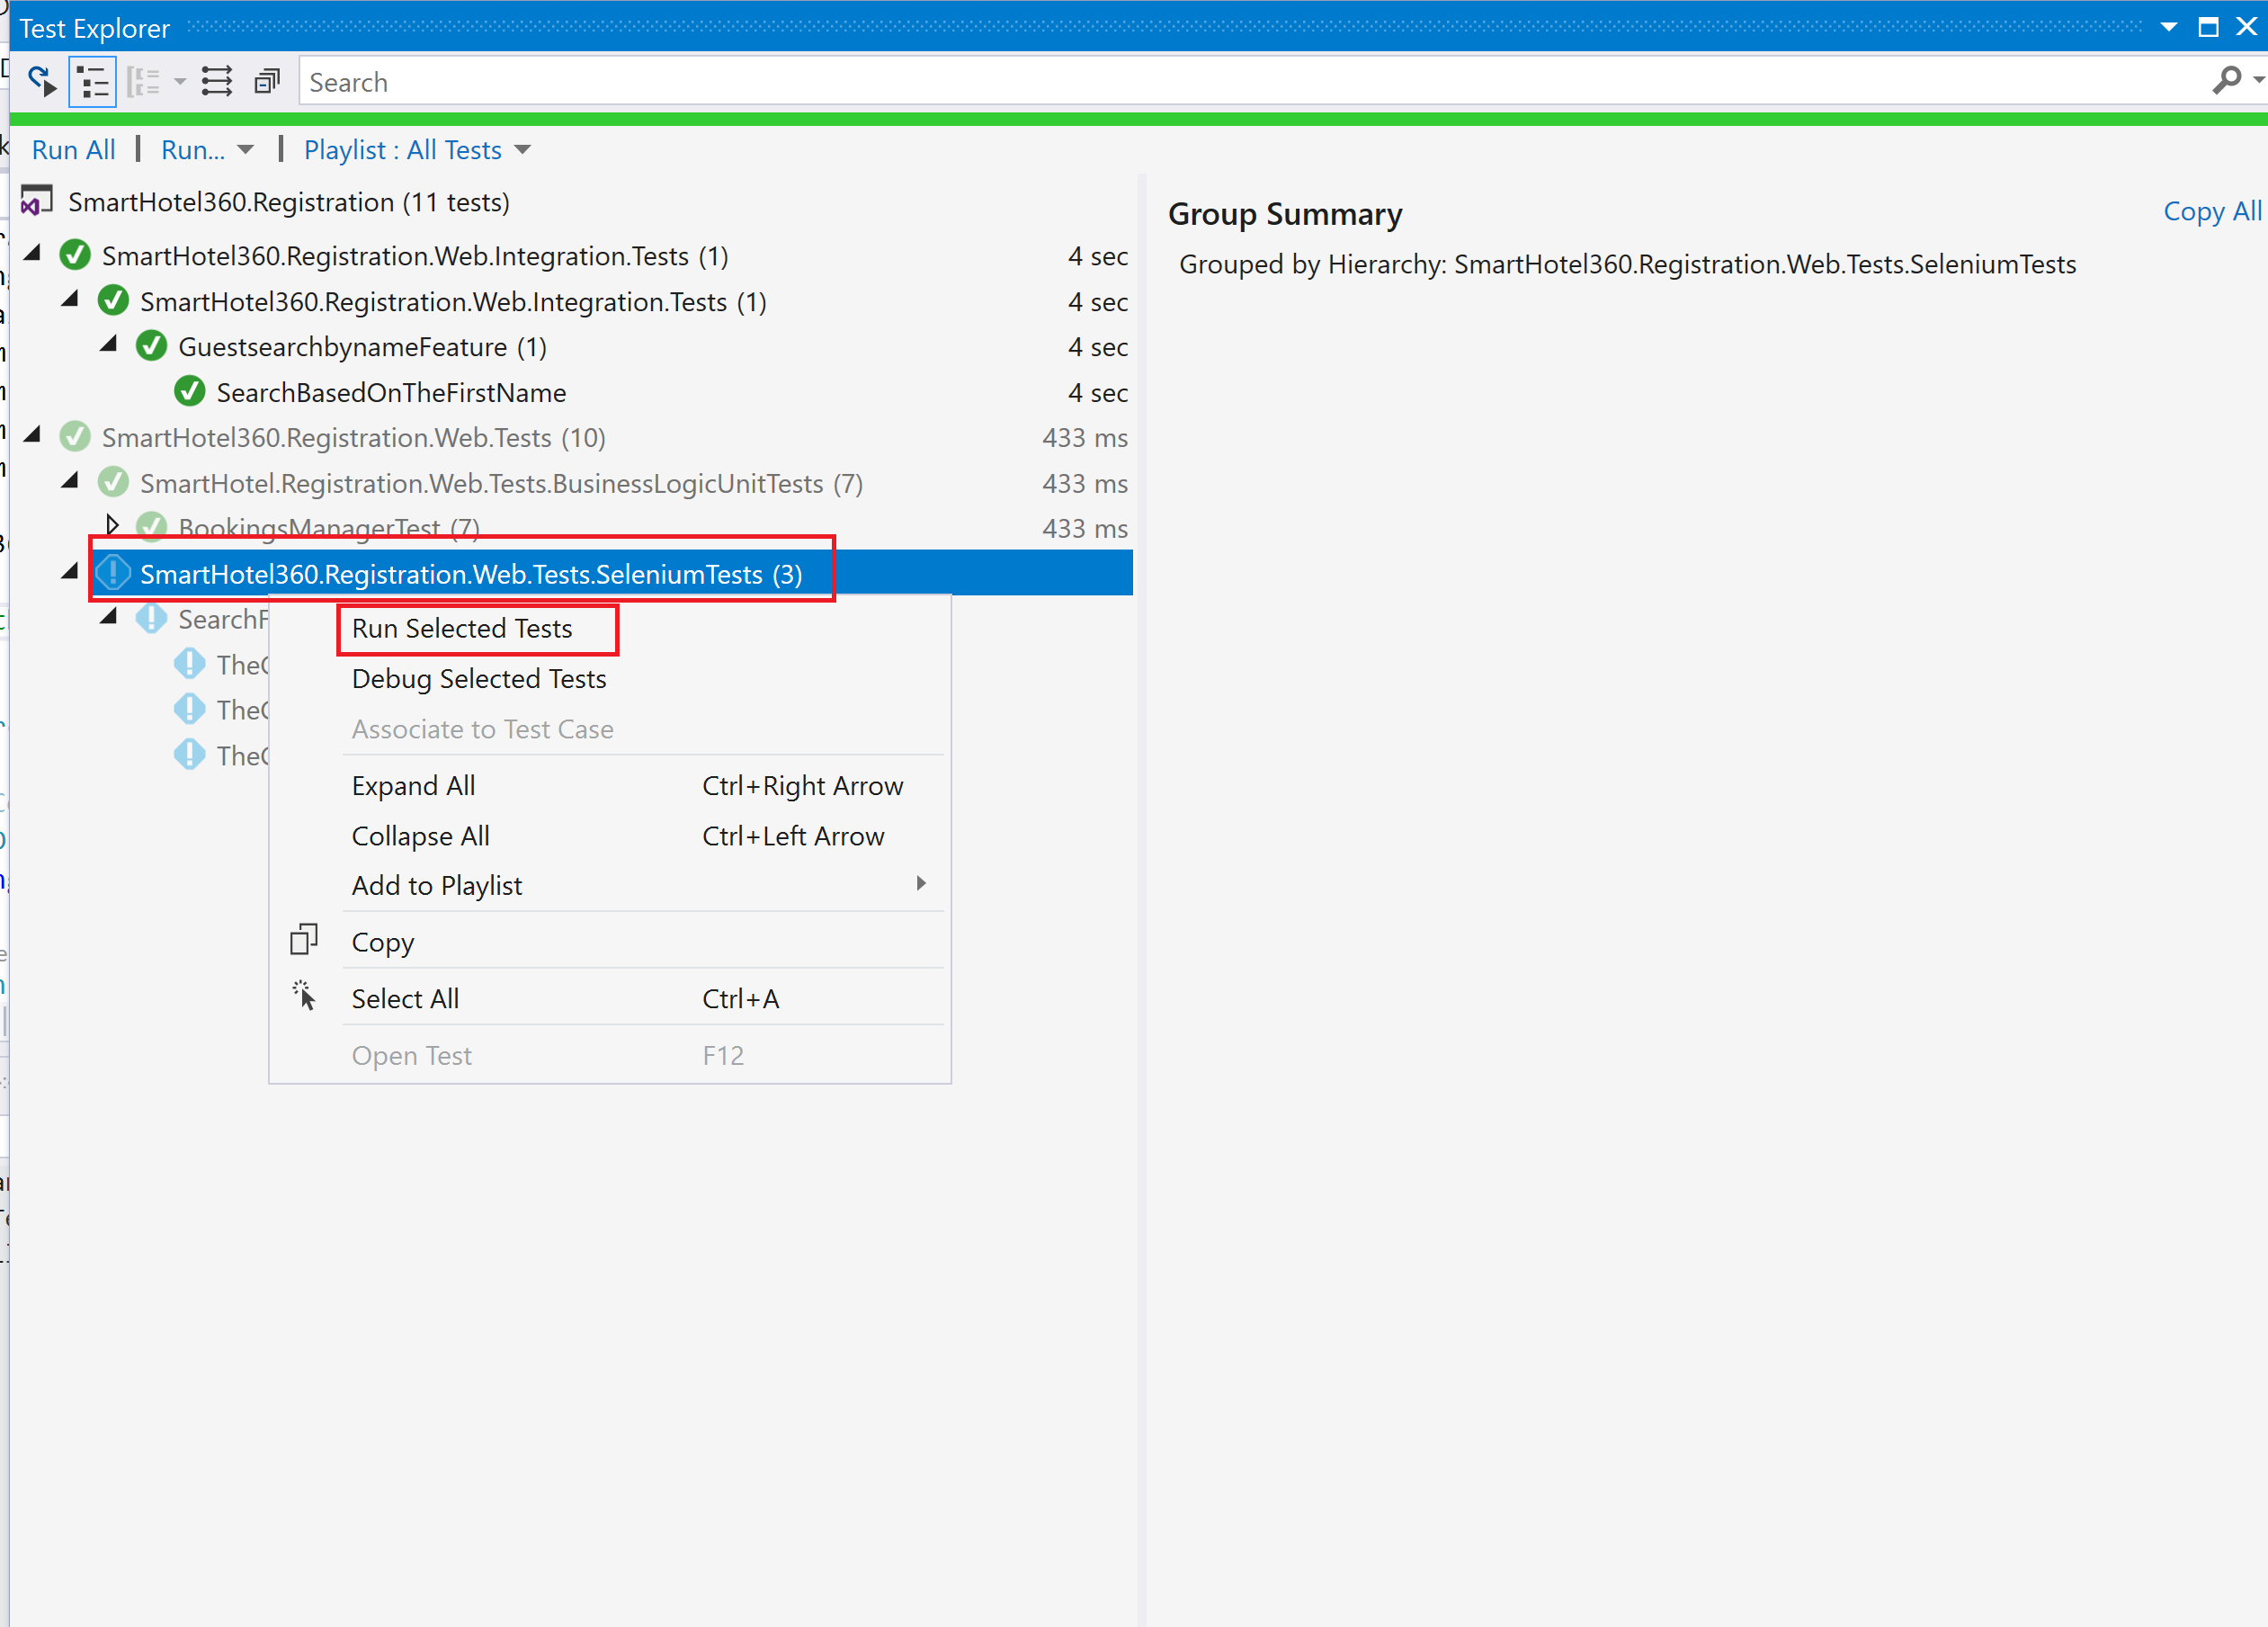 Test Explorer
Search
Run All | Run... | Playlist : All Tests
SmartHotel360.Registration (11 tests)
SmartHotel360.Registration.Web.Integration.Tests (1) 4 sec
SmartHotel360.Registration.Web.Integration.Tests (1) 4 sec
GuestsearchbynameFeature (1) 4 sec
SearchBasedOnTheFirstName 4 sec
SmartHotel360.Registration.Web.Tests (10) 433 ms
SmartHotel.Registration.Web.Tests.BusinessLogicUnitTests (7) 433 ms
BookingsManagerTest (7) 433 ms
SmartHotel360.Registration.Web.Tests.SeleniumTests (3)
Run Selected Tests
Debug Selected Tests
Associate to Test Case
Expand All Ctrl+Right Arrow
Collapse All Ctrl+Left Arrow
Add to Playlist
Copy
Select All Ctrl+A
Open Test F12
Group Summary
Copy All
Grouped by Hierarchy: SmartHotel360.Registration.Web.Tests.SeleniumTests